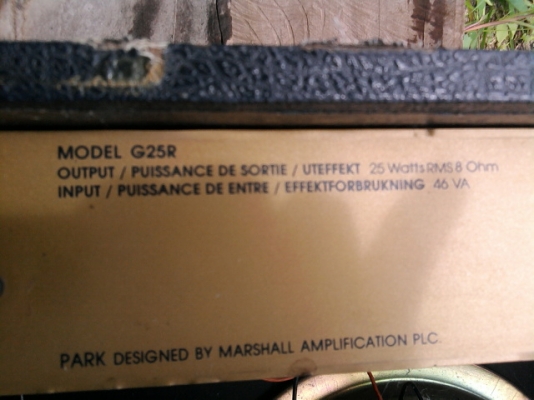 MODEL G25R
OUTPUT / PUISSANCE DE SORTIE / UTEFFEKT 25 Watts RMS 8 Ohm
INPUT / PUISSANCE DE ENTRE / EFFEKTFORBRUKNING 46 VA
PARK DESIGNED BY MARSHALL AMPLIFICATION PLC